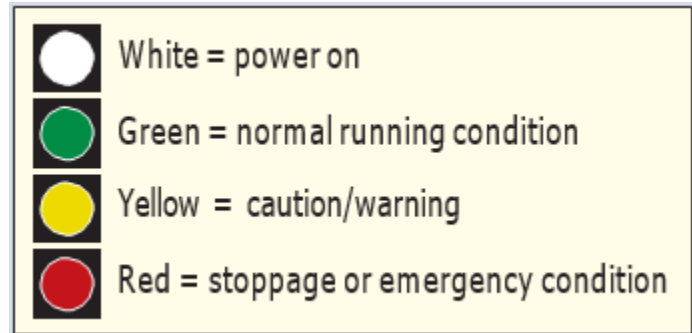 White = power on
Green = normal running condition
Yellow = caution/warning
Red = stoppage or emergency condition